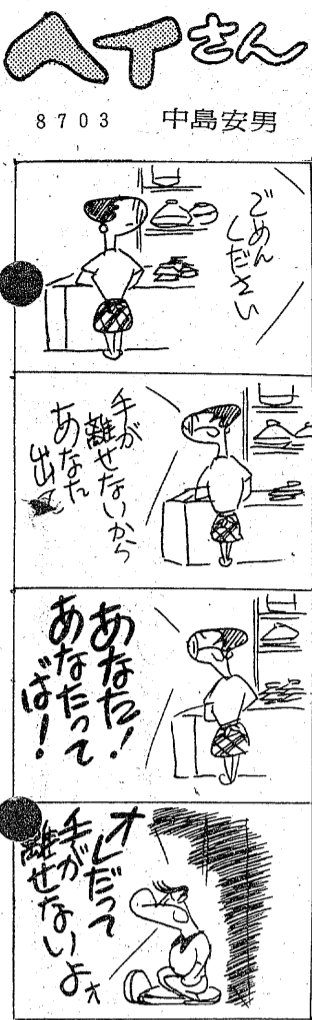 ヘイさん
8703 中島安男
ごめん
ください
手が
離せないから
あなた
出
あなた!
あなたって
ば!
オレだって
手が
離せないよォ